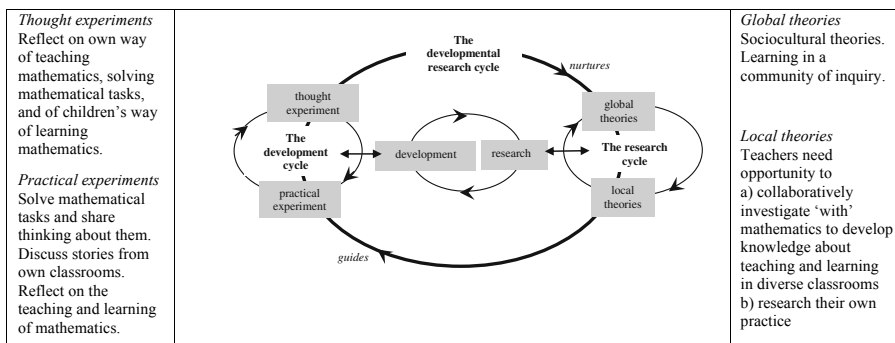 Thought experiments
Reflect on own way
of teaching
mathematics, solving
mathematical tasks,
and of children’s way
of learning
mathematics.
Practical experiments
Solve mathematical
tasks and share
thinking about them.
Discuss stories from
own classrooms.
Reflect on the
teaching and learning
of mathematics.
The
developmental
research cycle
nurtures
thought
experiment
global
theories
The
development
cycle
development
research
The research
cycle
practical
experiment
local
theories
guides
Global theories
Sociocultural theories.
Learning in a
community of inquiry.
Local theories
Teachers need
opportunity to
a) collaboratively
investigate ‘with’
mathematics to develop
knowledge about
teaching and learning
in diverse classrooms
b) research their own
practice